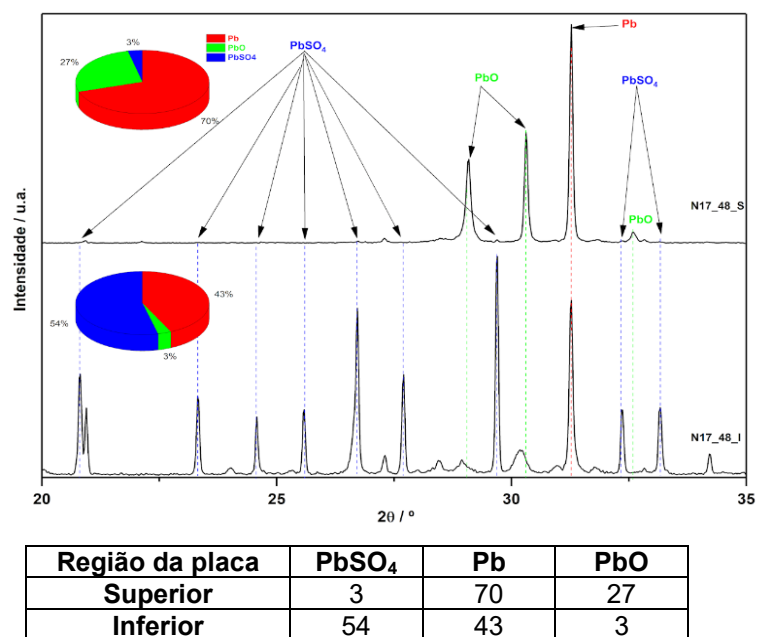 3%
27%
70%
Pb
PbO
PbSO4
PbSO₄
Pb
PbO
PbSO₄
N17_48_S
PbO
Intensidade / u.a.
43%
54%
3%
N17_48_I
20 25 30 35
2θ / º
Região da placa PbSO₄ Pb PbO
Superior 3 70 27
Inferior 54 43 3